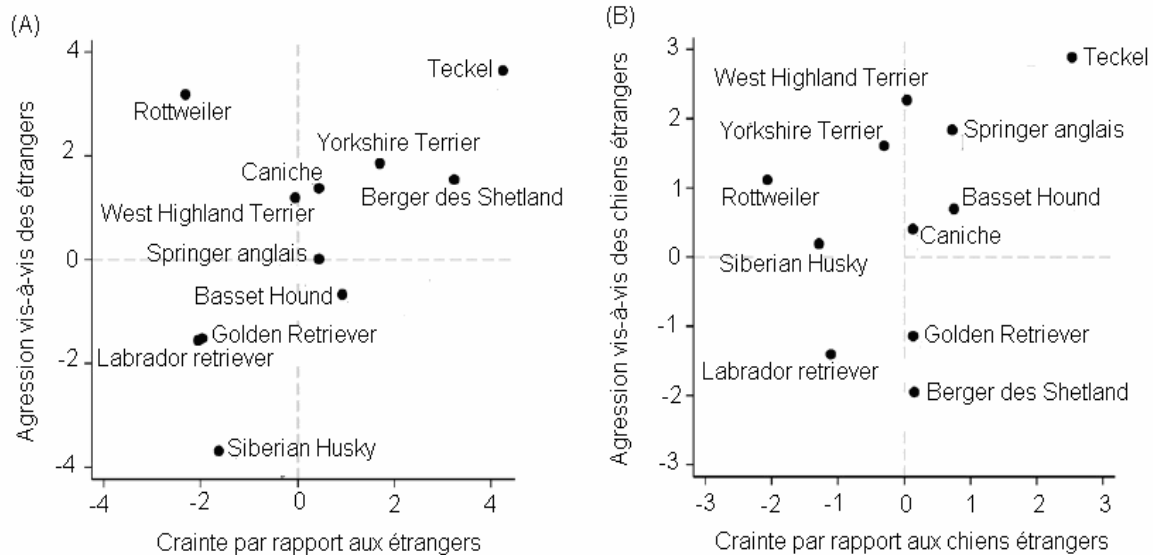 (A)
Agression vis-à-vis des étrangers
4
2
0
-2
-4
Teckel
Rottweiler
Yorkshire Terrier
Caniche
Berger des Shetland
West Highland Terrier
Springer anglais
Basset Hound
Golden Retriever
Labrador retriever
Siberian Husky
-4 -2 0 2 4
Crainte par rapport aux étrangers
(B)
Agression vis-à-vis des chiens étrangers
3
2
1
0
-1
-2
-3
Teckel
West Highland Terrier
Yorkshire Terrier
Springer anglais
Rottweiler
Basset Hound
Caniche
Siberian Husky
Golden Retriever
Labrador retriever
Berger des Shetland
-3 -2 -1 0 1 2 3
Crainte par rapport aux chiens étrangers